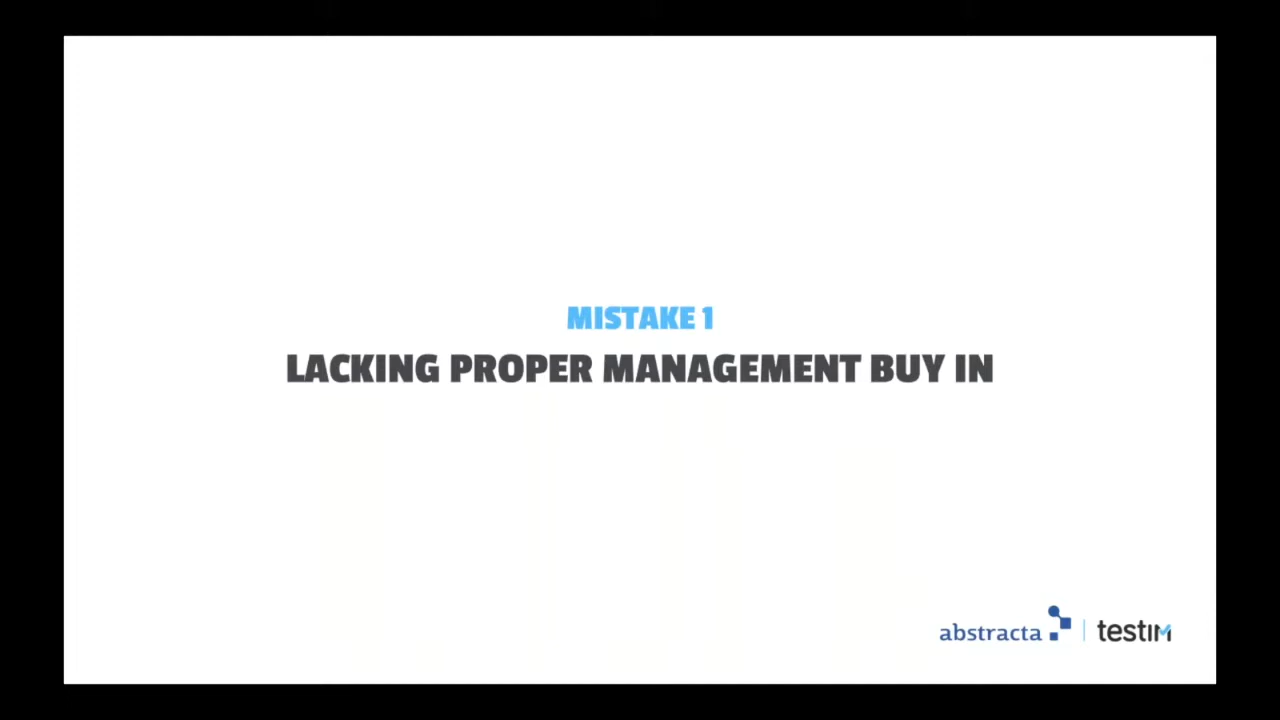 MISTAKE 1
LACKING PROPER MANAGEMENT BUY IN
abstracta | testim